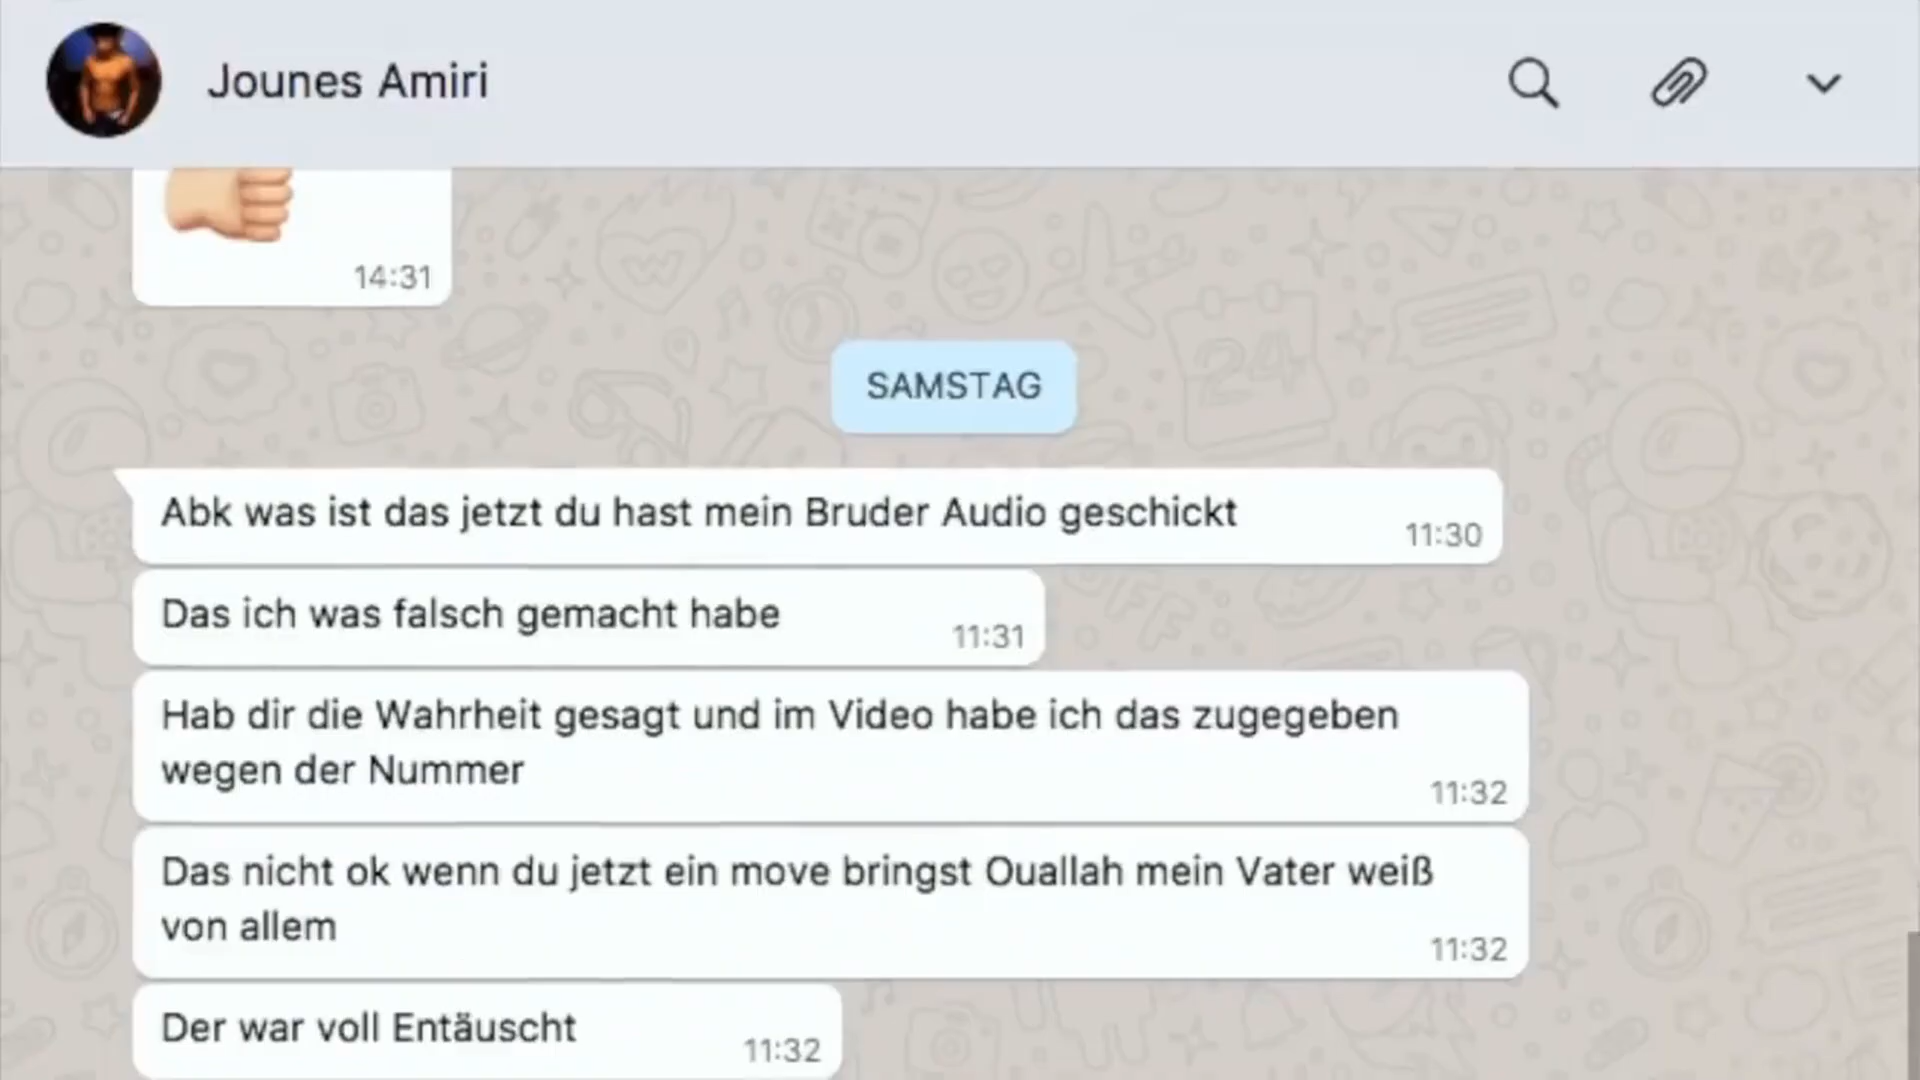 Jounes Amiri
14:31
SAMSTAG
Abk was ist das jetzt du hast mein Bruder Audio geschickt
11:30
Das ich was falsch gemacht habe
11:31
Hab dir die Wahrheit gesagt und im Video habe ich das zugegeben
wegen der Nummer
11:32
Das nicht ok wenn du jetzt ein move bringst Ouallah mein Vater weiß
von allem
11:32
Der war voll Entäuscht
11:32